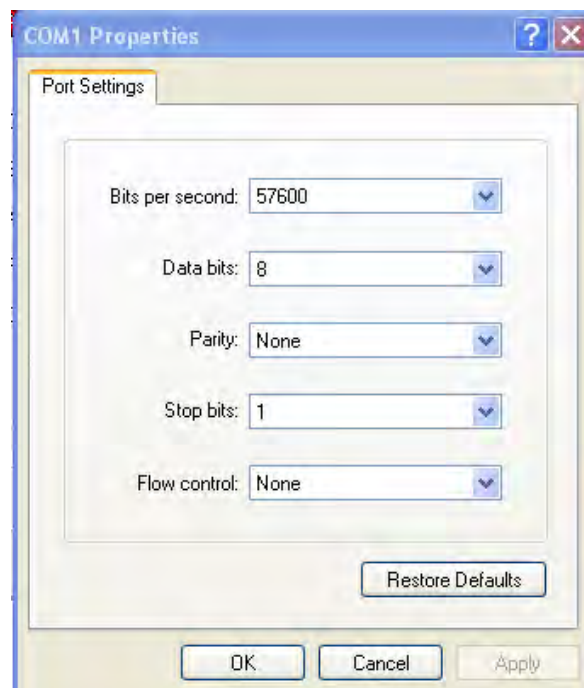 COM1 Properties
Port Settings
Bits per second: 57600
Data bits: 8
Parity: None
Stop bits: 1
Flow control: None
Restore Defaults
OK Cancel Apply